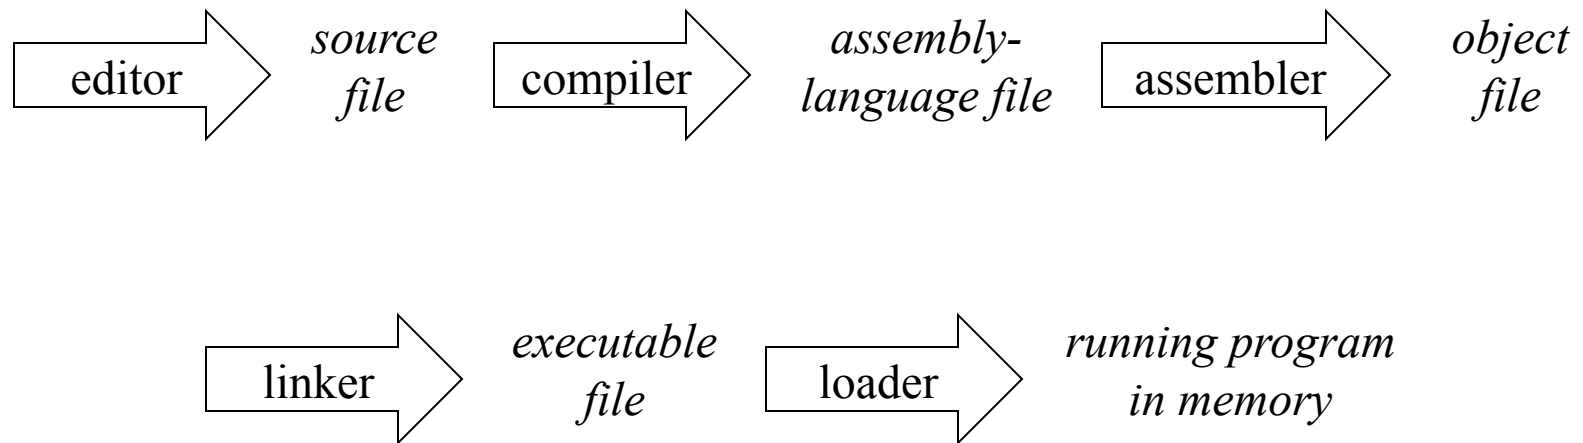 editor
source
file
compiler
assembly-
language file
assembler
object
file
linker
executable
file
loader
running program
in memory